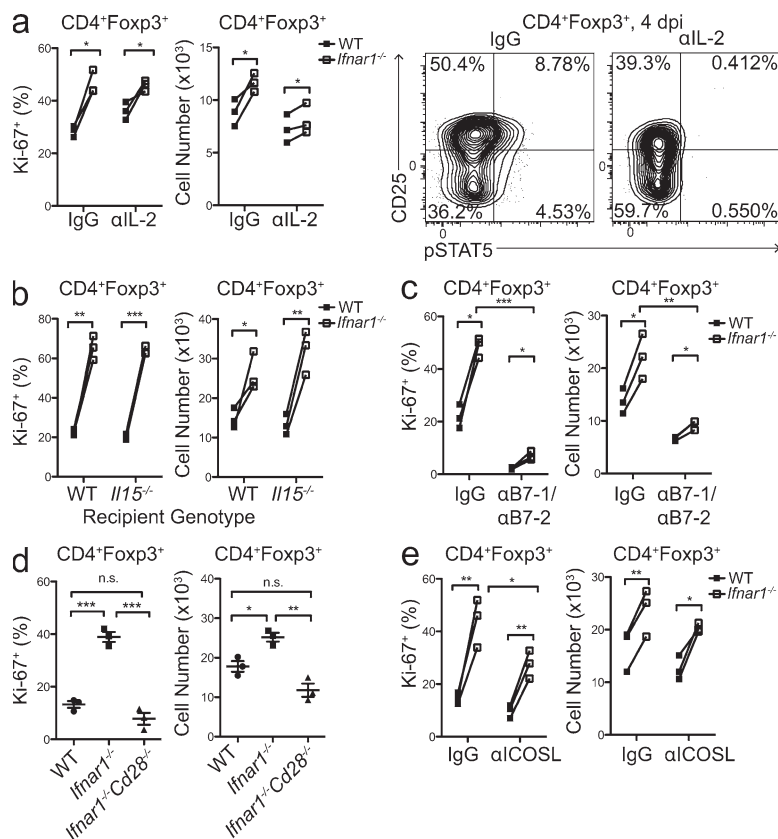 a
CD4⁺Foxp3⁺
Ki-67⁺ (%)
60
40
20
0
*
*
IgG
αIL-2
CD4⁺Foxp3⁺
Cell Number (x10³)
15
10
5
0
*
*
IgG
αIL-2
WT
Ifnar1⁻/⁻
CD4⁺Foxp3⁺, 4 dpi
IgG
αIL-2
50.4%
8.78%
36.2%
4.53%
39.3%
0.412%
59.7%
0.550%
CD25
0
0
0
0
pSTAT5
b
CD4⁺Foxp3⁺
Ki-67⁺ (%)
80
60
40
20
0
**
***
WT
Il15⁻/⁻
CD4⁺Foxp3⁺
Cell Number (x10³)
40
30
20
10
0
*
**
WT
Il15⁻/⁻
Recipient Genotype
WT
Ifnar1⁻/⁻
c
CD4⁺Foxp3⁺
Ki-67⁺ (%)
60
40
20
0
***
*
*
IgG
αB7-1/
αB7-2
CD4⁺Foxp3⁺
Cell Number (x10³)
30
20
10
0
**
*
*
IgG
αB7-1/
αB7-2
WT
Ifnar1⁻/⁻
d
CD4⁺Foxp3⁺
Ki-67⁺ (%)
60
40
20
0
n.s.
***
***
WT
Ifnar1⁻/⁻
Ifnar1⁻/⁻Cd28⁻/⁻
CD4⁺Foxp3⁺
Cell Number (x10³)
40
30
20
10
0
n.s.
*
**
WT
Ifnar1⁻/⁻
Ifnar1⁻/⁻Cd28⁻/⁻
e
CD4⁺Foxp3⁺
Ki-67⁺ (%)
60
40
20
0
**
*
**
IgG
αICOSL
CD4⁺Foxp3⁺
Cell Number (x10³)
30
20
10
0
**
*
IgG
αICOSL
WT
Ifnar1⁻/⁻